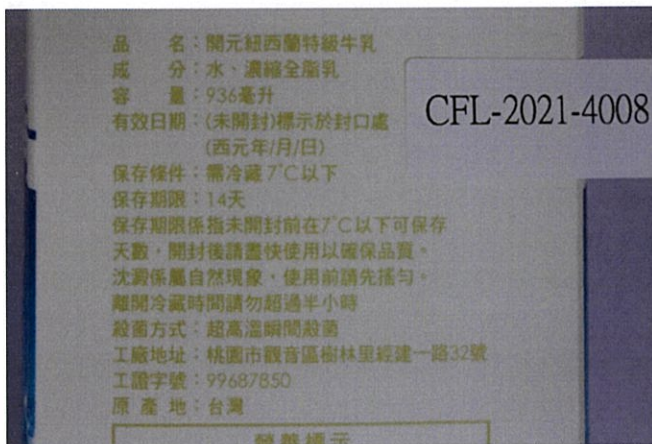 品　　名：開元紐西蘭特級牛乳
成　　分：水、濃縮全脂乳
容　　量：936毫升
有效日期：(未開封)標示於封口處
(西元年/月/日)
CFL-2021-4008
保存條件：需冷藏7°C以下
保存期限：14天
保存期限係指未開封前在7°C以下可保存
天數，開封後請盡快使用以確保品質。
沈澱係屬自然現象，使用前請先搖勻。
離開冷藏時間請勿超過半小時
殺菌方式：超高溫瞬間殺菌
工廠地址：桃園市觀音區樹林里經建一路32號
工證字號：99687850
原 產 地：台灣
營養標示